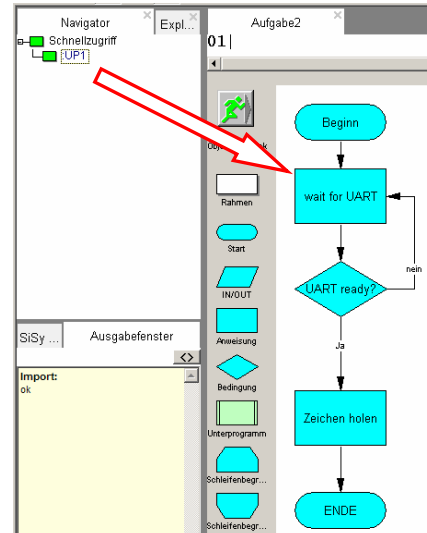 Navigator
Expl...
Schnellzugriff
:UP1
SiSy ...
Ausgabefenster
<>
Import:
ok
Aufgabe2
01
Rahmen
Start
IN/OUT
Anweisung
Bedingung
Unterprogramm
Schleifenbegr...
Schleifenbegr...
Beginn
wait for UART
UART ready?
nein
Ja
Zeichen holen
ENDE